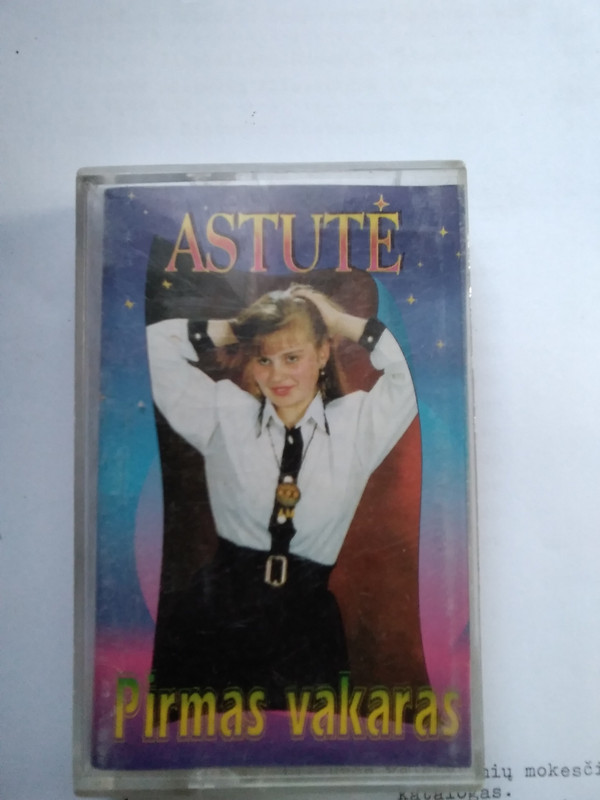 ASTUTĖ
Pirmas vakaras
nių mokesči
katalogas.